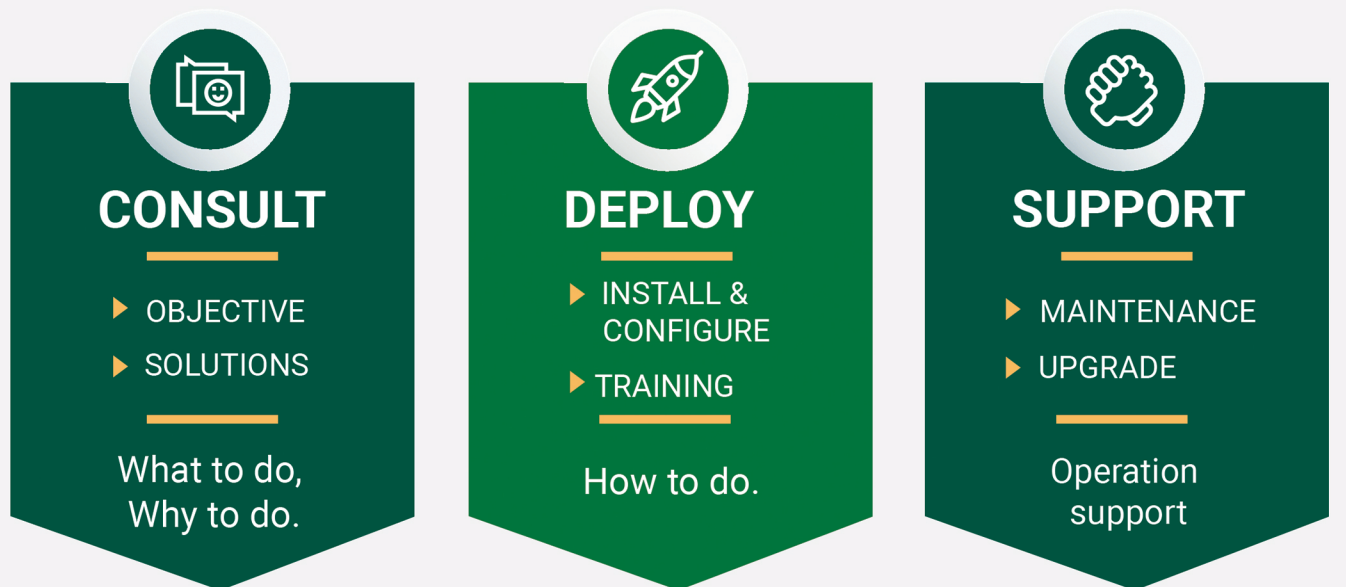 CONSULT
OBJECTIVE
SOLUTIONS
What to do,
Why to do.
DEPLOY
INSTALL &
CONFIGURE
TRAINING
How to do.
SUPPORT
MAINTENANCE
UPGRADE
Operation
support